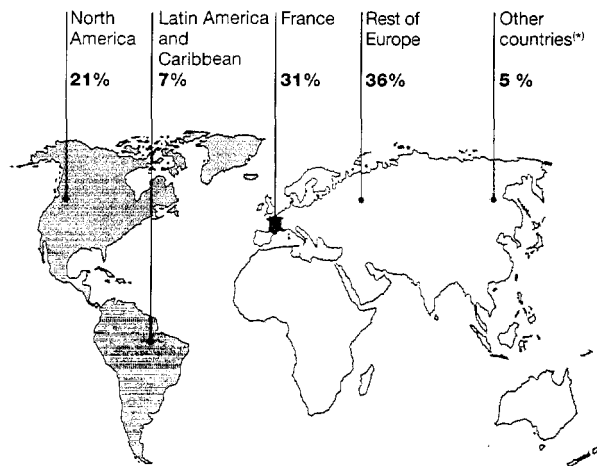 North
America
21%
Latin America
and
Caribbean
7%
France
31%
Rest of
Europe
36%
Other
countries(*)
5 %